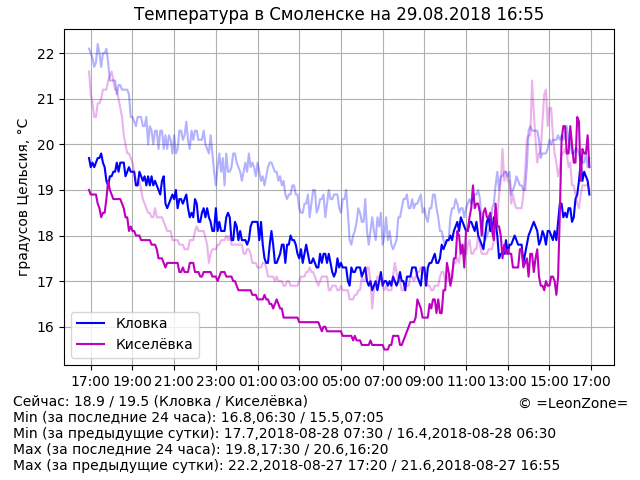 Температура в Смоленске на 29.08.2018 16:55
градусов Цельсия, °C
22
21
20
19
18
17
16
Кловка
Киселёвка
17:00 19:00 21:00 23:00 01:00 03:00 05:00 07:00 09:00 11:00 13:00 15:00 17:00
Сейчас: 18.9 / 19.5 (Кловка / Киселёвка)
© =LeonZone=
Min (за последние 24 часа): 16.8,06:30 / 15.5,07:05
Min (за предыдущие сутки): 17.7,2018-08-28 07:30 / 16.4,2018-08-28 06:30
Max (за последние 24 часа): 19.8,17:30 / 20.6,16:20
Max (за предыдущие сутки): 22.2,2018-08-27 17:20 / 21.6,2018-08-27 16:55